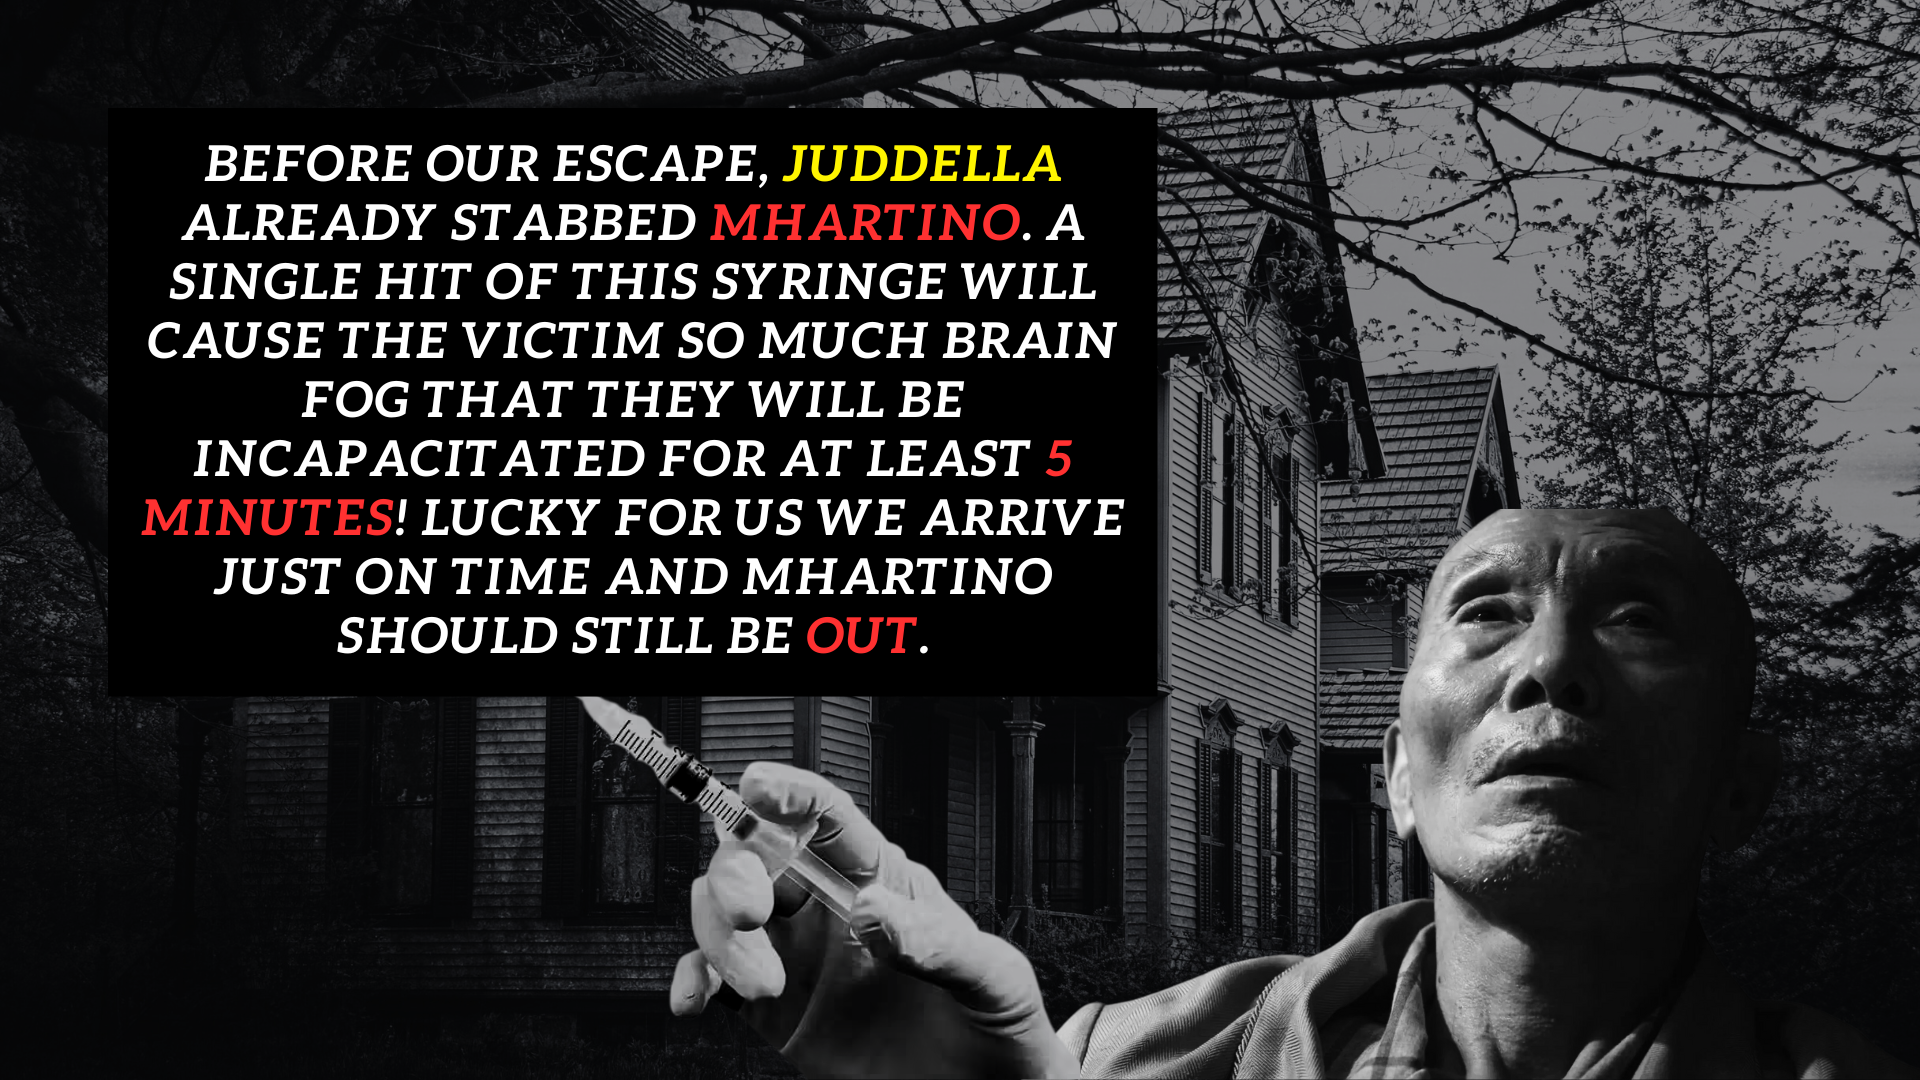 BEFORE OUR ESCAPE, JUDDELLA
ALREADY STABBED MHARTINO. A
SINGLE HIT OF THIS SYRINGE WILL
CAUSE THE VICTIM SO MUCH BRAIN
FOG THAT THEY WILL BE
INCAPACITATED FOR AT LEAST 5
MINUTES! LUCKY FOR US WE ARRIVE
JUST ON TIME AND MHARTINO
SHOULD STILL BE OUT.